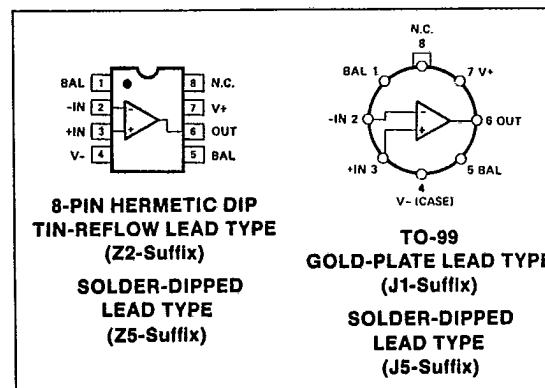 BAL 1 8 N.C.
-IN 2 7 V+
+IN 3 6 OUT
V- 4 5 BAL
- 
+
8-PIN HERMETIC DIP
TIN-REFLOW LEAD TYPE
(Z2-Suffix)
SOLDER-DIPPED
LEAD TYPE
(Z5-Suffix)
N.C.
8
BAL 1 7 V+
-IN 2 6 OUT
-
+
+IN 3 5 BAL
4
V- (CASE)
TO-99
GOLD-PLATE LEAD TYPE
(J1-Suffix)
SOLDER-DIPPED
LEAD TYPE
(J5-Suffix)